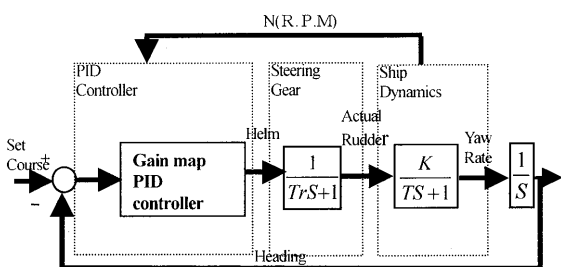 N(R.P.M)
PID
Controller
Steering
Gear
Ship
Dynamics
Set
Course
+
−
Gain map
PID
controller
Helm
1
TrS+1
Actual
Rudder
K
TS+1
Yaw
Rate
1
S
Heading